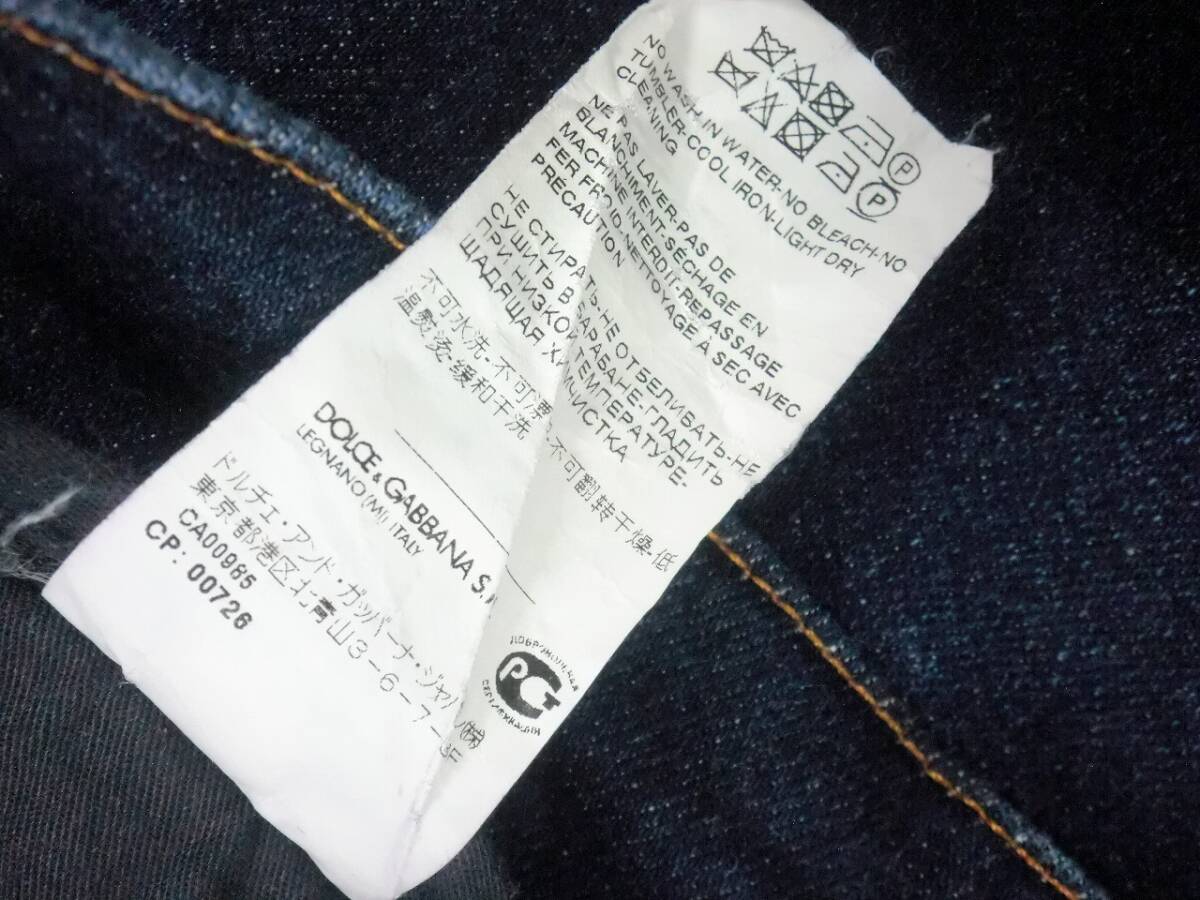 NO WASH IN WATER-NO BLEACH-NO
TUMBLER-COOL IRON-LIGHT DRY
CLEANING
NE PAS LAVER-PAS DE
BLANCHIMENT-SÉCHAGE EN
MACHINE INTERDIT-REPASSAGE
FER FROID-NETTOYAGE À SEC AVEC
PRÉCAUTION
НЕ СТИРАТЬ-НЕ ОТБЕЛИВАТЬ-НЕ
СУШИТЬ В БАРАБАНЕ-ГЛАДИТЬ
ПРИ НИЗКОЙ ТЕМПЕРАТУРЕ-
ЩАДЯЩАЯ ХИМЧИСТКА
不可水洗-不可漂-不可翻转干燥-低
温熨烫-缓和干洗
DOLCE & GABBANA
LEGNANO (MI), ITALY
ドルチェ・アンド・ガッバーナ・ジャパン㈱
東京都港区北青山3-6-7-3F
CA00985
CP: 00726
P
P